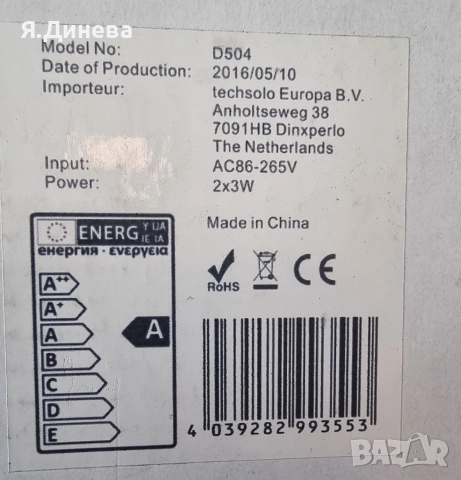 Я.Динева
Model No: D504
Date of Production: 2016/05/10
Importeur: techsolo Europa B.V.
Anholtseweg 38
7091HB Dinxperlo
The Netherlands
Input: AC86-265V
Power: 2x3W
Made in China
ENERG Y IJA
IE IA
енергия · ενεργεια
RoHS
CE
A++
A+
A A
B
C
D
E
4 039282 993553
BAZAR